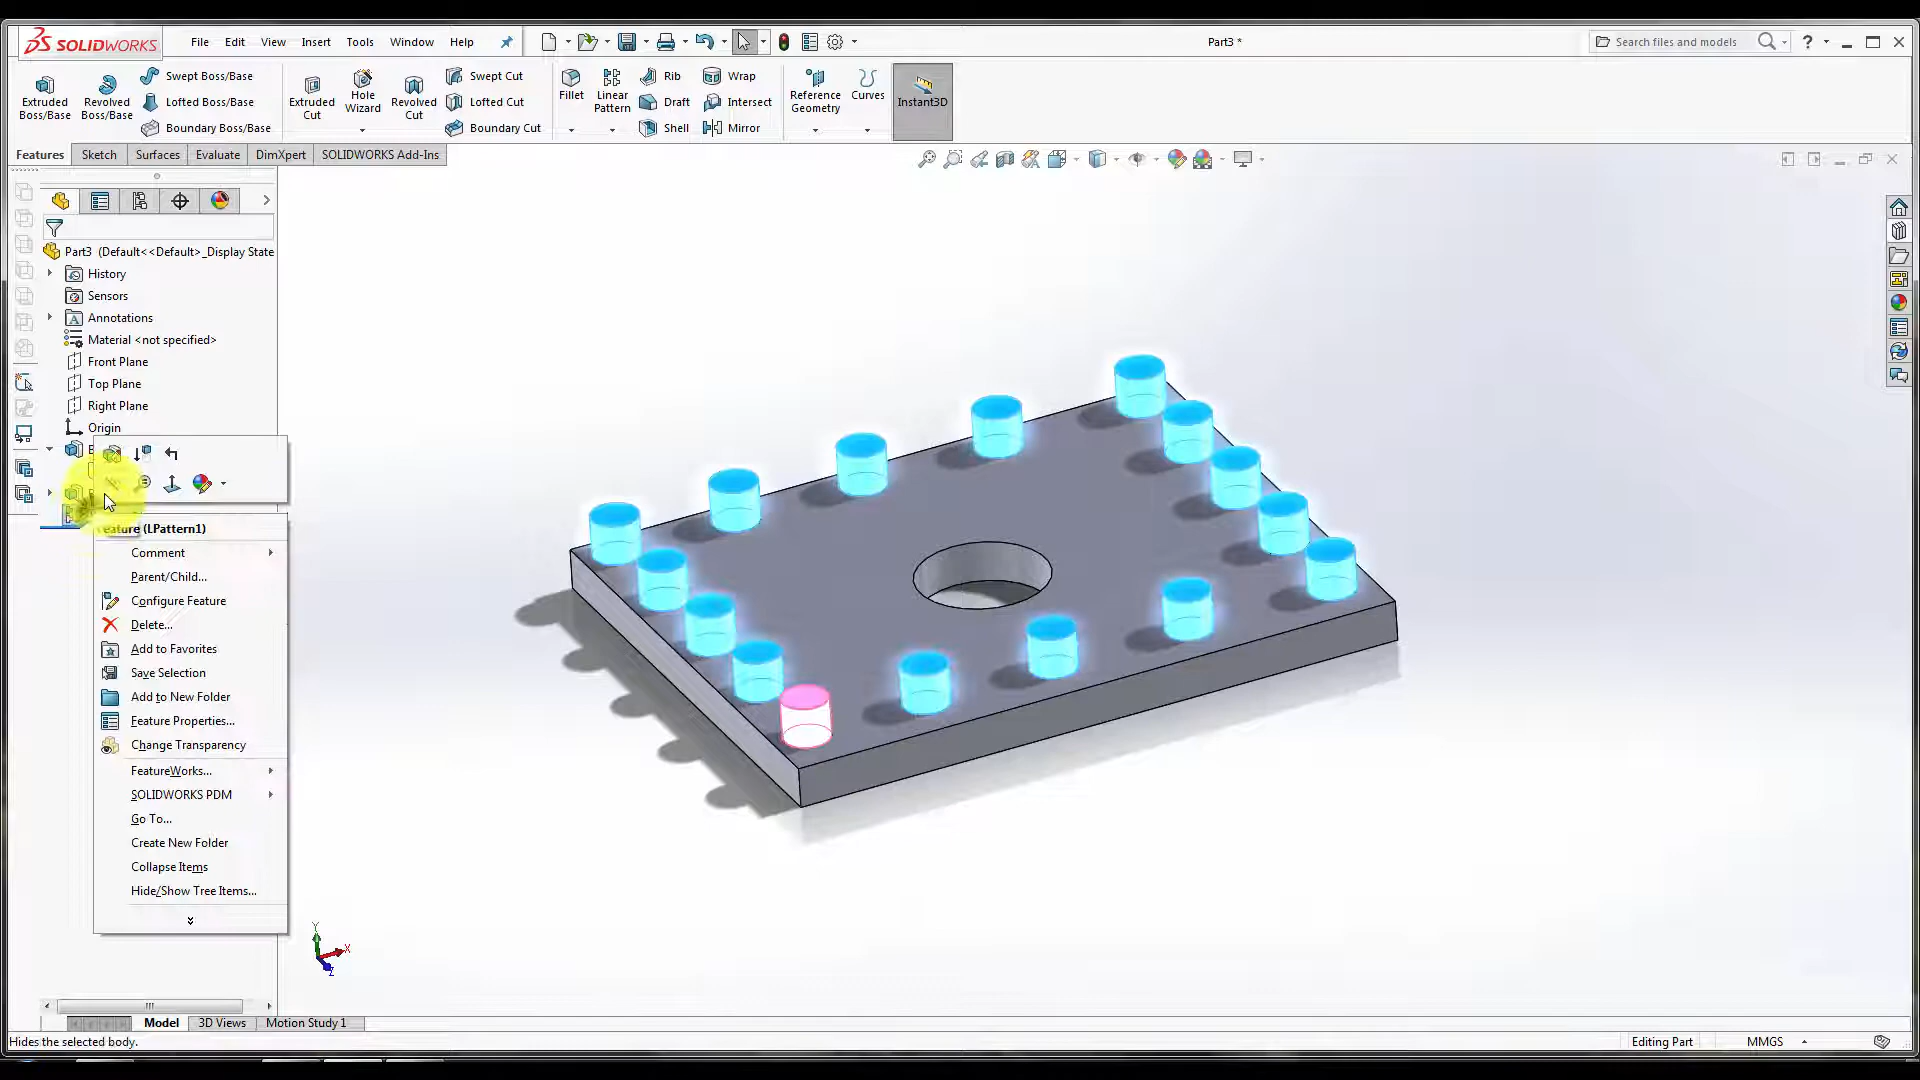 SOLIDWORKS
File
Edit
View
Insert
Tools
Window
Help
Part3 *
Search files and models
Extruded Boss/Base
Revolved Boss/Base
Swept Boss/Base
Lofted Boss/Base
Boundary Boss/Base
Extruded Cut
Hole Wizard
Revolved Cut
Swept Cut
Lofted Cut
Boundary Cut
Fillet
Linear Pattern
Rib
Draft
Shell
Wrap
Intersect
Mirror
Reference Geometry
Curves
Instant3D
Features
Sketch
Surfaces
Evaluate
DimXpert
SOLIDWORKS Add-Ins
Part3 (Default<<Default>_Display State
History
Sensors
Annotations
Material <not specified>
Front Plane
Top Plane
Right Plane
Origin
(LPattern1)
Comment
Parent/Child...
Configure Feature
Delete...
Add to Favorites
Save Selection
Add to New Folder
Feature Properties...
Change Transparency
FeatureWorks...
SOLIDWORKS PDM
Go To...
Create New Folder
Collapse Items
Hide/Show Tree Items...
Y
X
Z
Model
3D Views
Motion Study 1
Hides the selected body.
Editing Part
MMGS